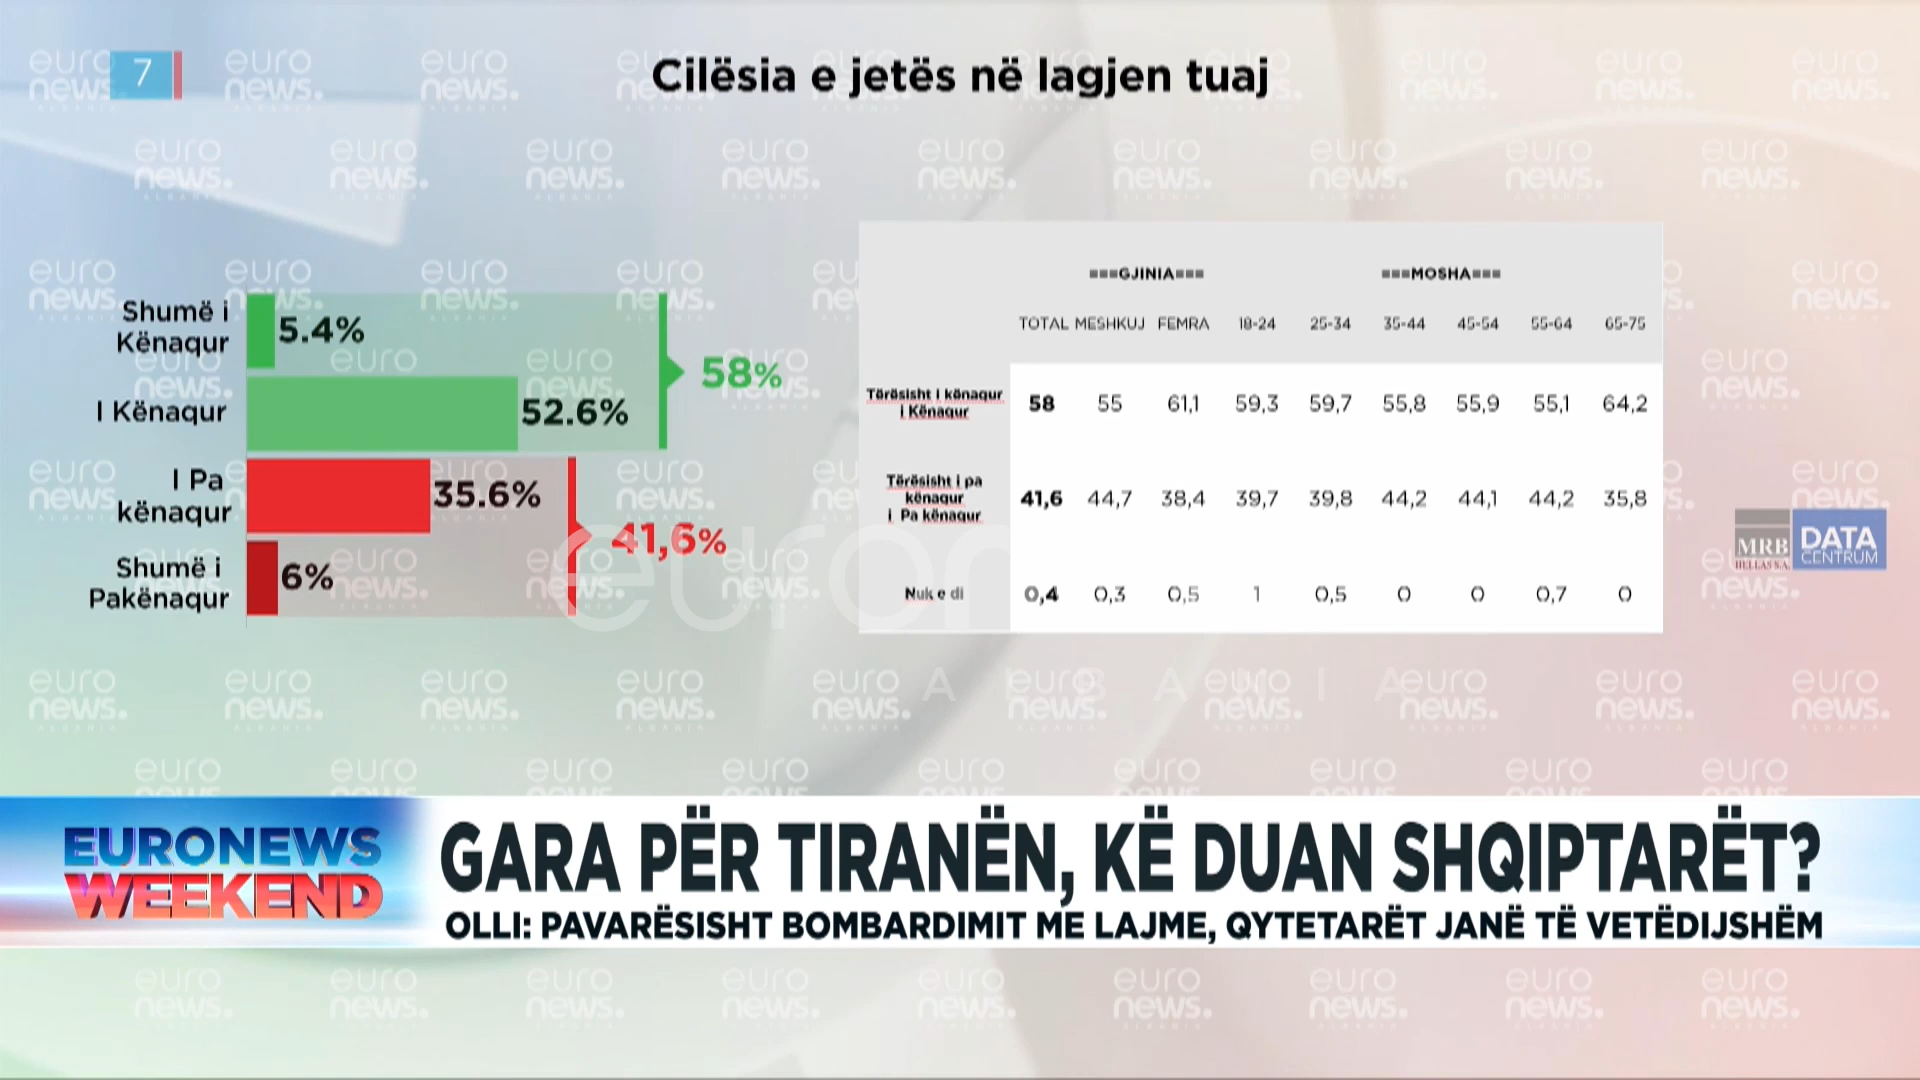 7
Cilësia e jetës në lagjen tuaj
Shumë i
Kënaqur
5.4%
I Kënaqur
52.6%
58%
I Pa
kënaqur
35.6%
Shumë i
Pakënaqur
6%
41,6%
===GJINIA=== ===MOSHA===
TOTAL MESHKUJ FEMRA 18-24 25-34 35-44 45-54 55-64 65-75
Tërësisht i kënaqur
i Kënaqur
58 55 61,1 59,3 59,7 55,8 55,9 55,1 64,2
Tërësisht i pa
kënaqur
i Pa kënaqur
41,6 44,7 38,4 39,7 39,8 44,2 44,1 44,2 35,8
Nuk e di 0,4 0,3 0,5 1 0,5 0 0 0,7 0
MRB
HELLAS S.A.
DATA
CENTRUM
euro
news.
ALBANIA
EURONEWS
WEEKEND
GARA PËR TIRANËN, KË DUAN SHQIPTARËT?
OLLI: PAVARËSISHT BOMBARDIMIT ME LAJME, QYTETARËT JANË TË VETËDIJSHËM